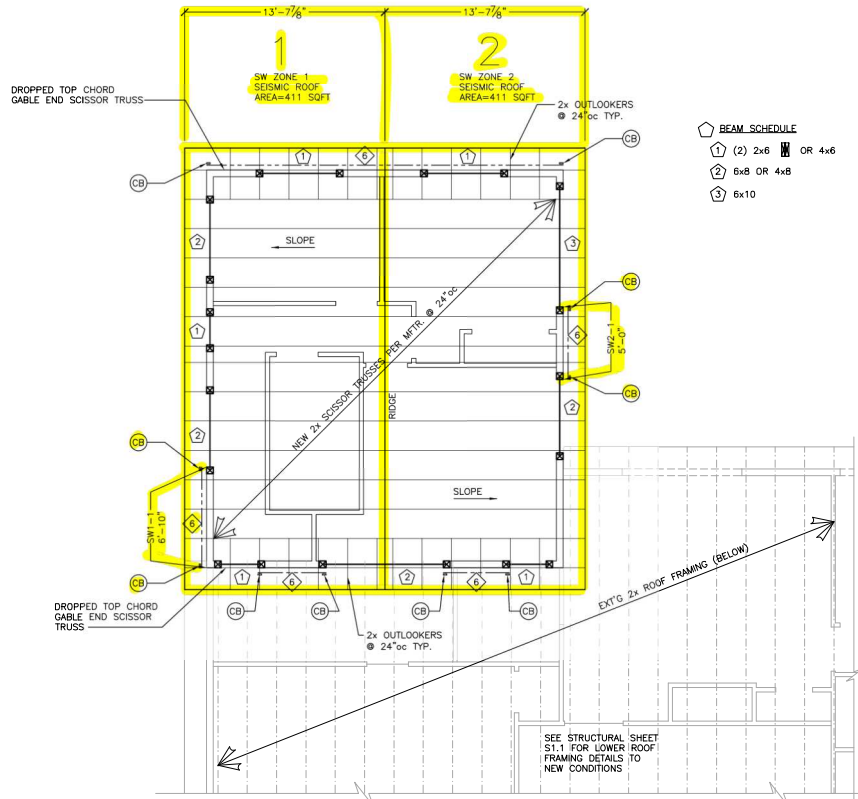 13'-7⅞"
13'-7⅞"
1
SW ZONE 1
SEISMIC ROOF
AREA=411 SQFT
2
SW ZONE 2
SEISMIC ROOF
AREA=411 SQFT
DROPPED TOP CHORD
GABLE END SCISSOR TRUSS
2x OUTLOOKERS
@ 24"oc TYP.
BEAM SCHEDULE
1 (2) 2x6 OR 4x6
2 6x8 OR 4x8
3 6x10
CB
CB
1
6
1
2
SLOPE
3
CB
1
NEW 2x SCISSOR TRUSSES PER MFTR. @ 24"oc
6
SW2-1
5'-0"
CB
RIDGE
2
2
CB
SLOPE
SW1-1
6'-10"
6
CB
1
6
2
6
1
CB
CB
CB
CB
DROPPED TOP CHORD
GABLE END SCISSOR
TRUSS
2x OUTLOOKERS
@ 24"oc TYP.
EXT'G 2x ROOF FRAMING (BELOW)
SEE STRUCTURAL SHEET
S1.1 FOR LOWER ROOF
FRAMING DETAILS TO
NEW CONDITIONS